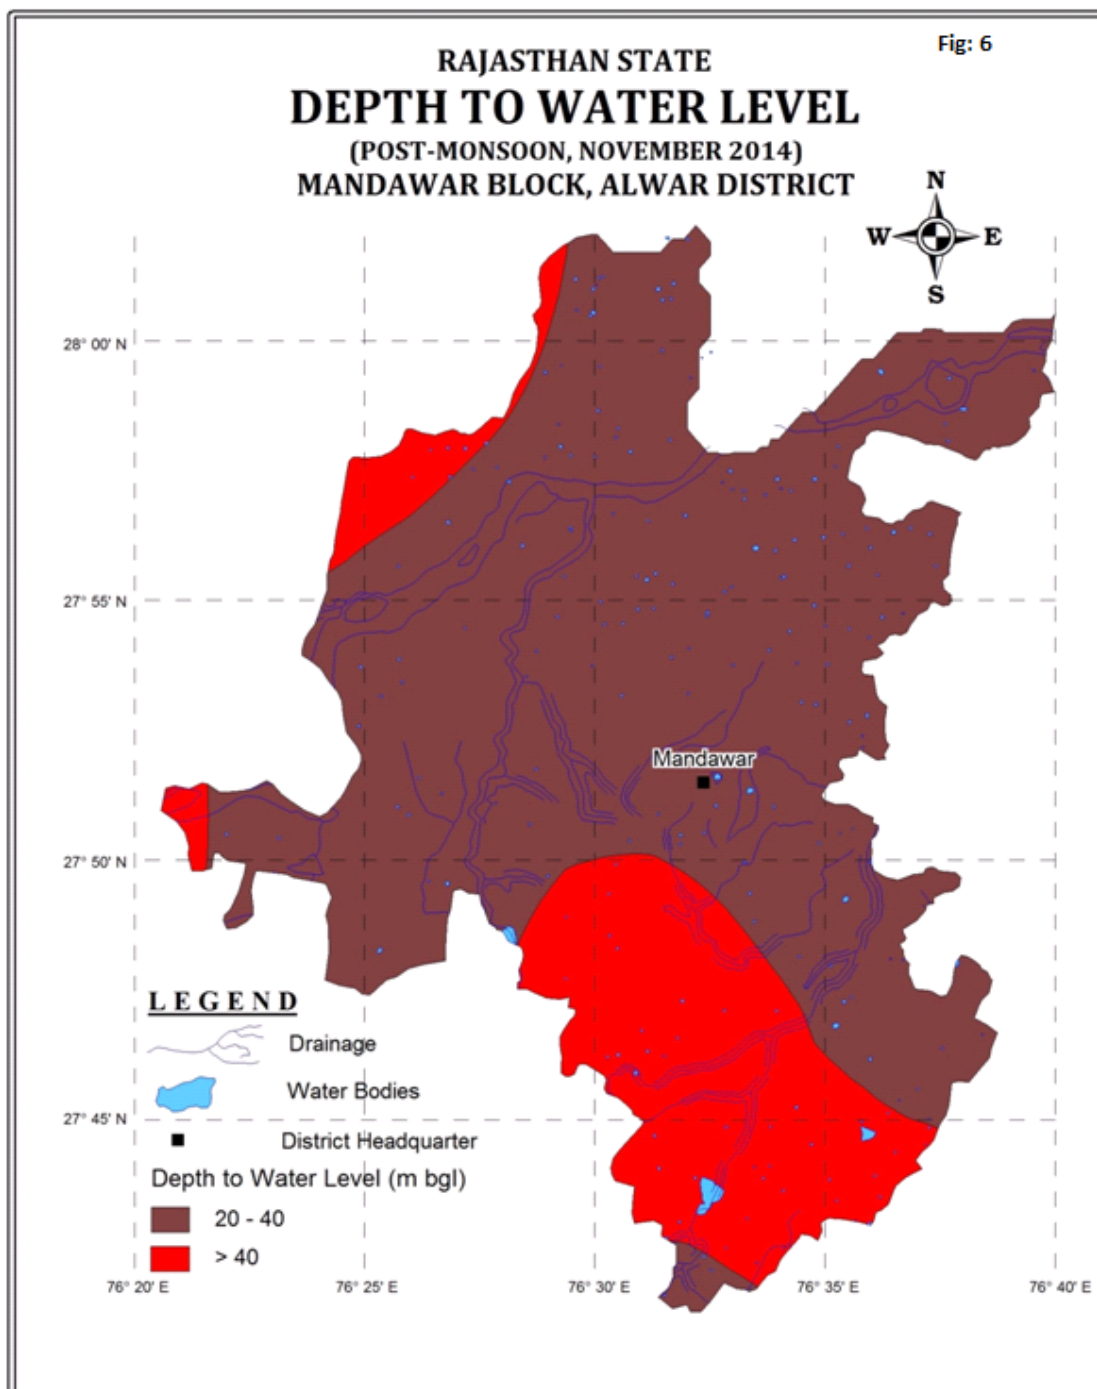 Fig: 6
RAJASTHAN STATE
DEPTH TO WATER LEVEL
(POST-MONSOON, NOVEMBER 2014)
MANDAWAR BLOCK, ALWAR DISTRICT
N
W E
S
28° 00' N
27° 55' N
Mandawar
27° 50' N
LEGEND
Drainage
Water Bodies
27° 45' N
District Headquarter
Depth to Water Level (m bgl)
20 - 40
> 40
76° 20' E 76° 25' E 76° 30' E 76° 35' E 76° 40' E